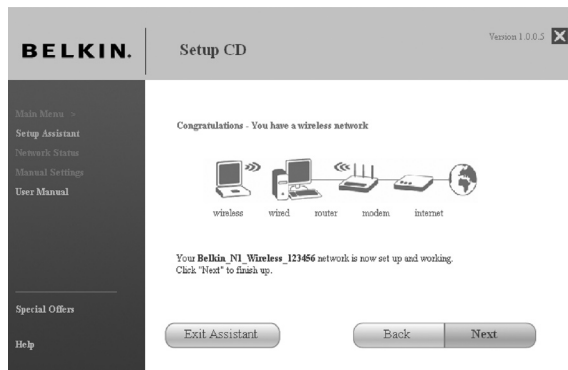 BELKIN.
Setup CD
Version 1.0.0.5
Main Menu >
Setup Assistant
Network Status
Manual Settings
User Manual
Special Offers
Help
Congratulations - You have a wireless network
wireless wired router modem internet
Your Belkin_N1_Wireless_123456 network is now set up and working.
Click "Next" to finish up.
Exit Assistant
Back
Next